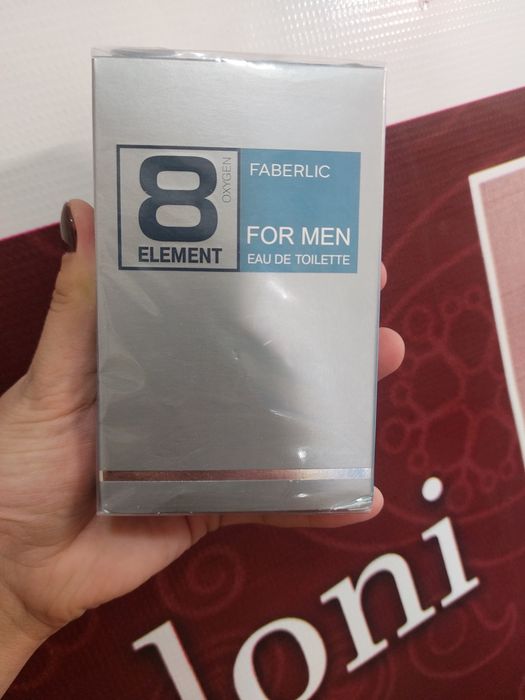 8
OXYGEN
ELEMENT
FABERLIC
FOR MEN
EAU DE TOILETTE
loni